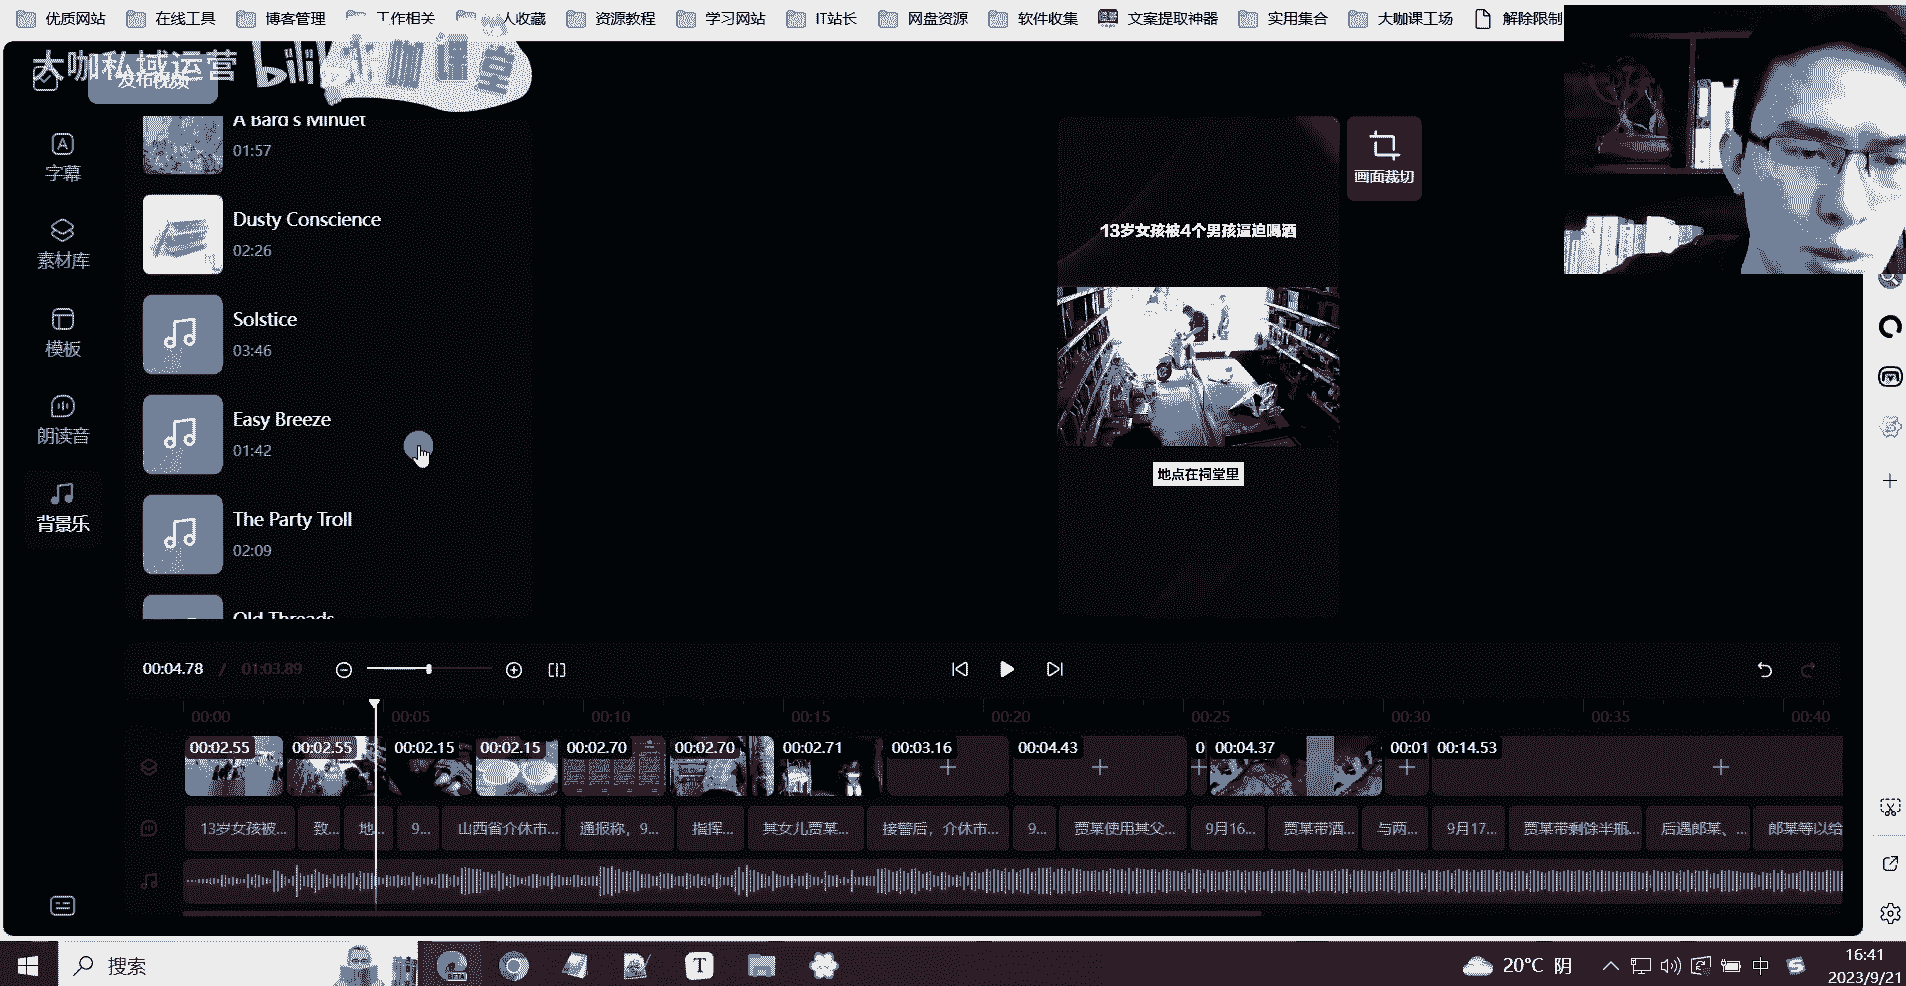 优质网站
在线工具
博客管理
工作相关
人收藏
资源教程
学习网站
IT站长
网盘资源
软件收集
文案提取神器
实用集合
大咖课工场
解除限制
大咖私域运营
bili
大咖课堂
发布视频
字幕
素材库
模板
朗读音
背景乐
A Bard's Minuet
01:57
Dusty Conscience
02:26
Solstice
03:46
Easy Breeze
01:42
The Party Troll
02:09
Old Threads
画面裁切
13岁女孩被4个男孩逼迫喝酒
地点在祠堂里
00:04.78 / 01:03.89
00:00 00:05 00:10 00:15 00:20 00:25 00:30 00:35 00:40
00:02.55 00:02.55 00:02.15 00:02.15 00:02.70 00:02.70 00:02.71 00:03.16 00:04.43 0 00:04.37 00:01 00:14.53
13岁女孩被... 致... 地... 9... 山西省介休市... 通报称，9... 指挥... 其女儿贾某... 接警后，介休市... 9... 贾某使用其父... 9月16... 贾某带酒... 与两... 9月17... 贾某带剩余半瓶... 后遇郎某、... 郎某等以给
搜索
BETA
T
20°C 阴
中
16:41
2023/9/21